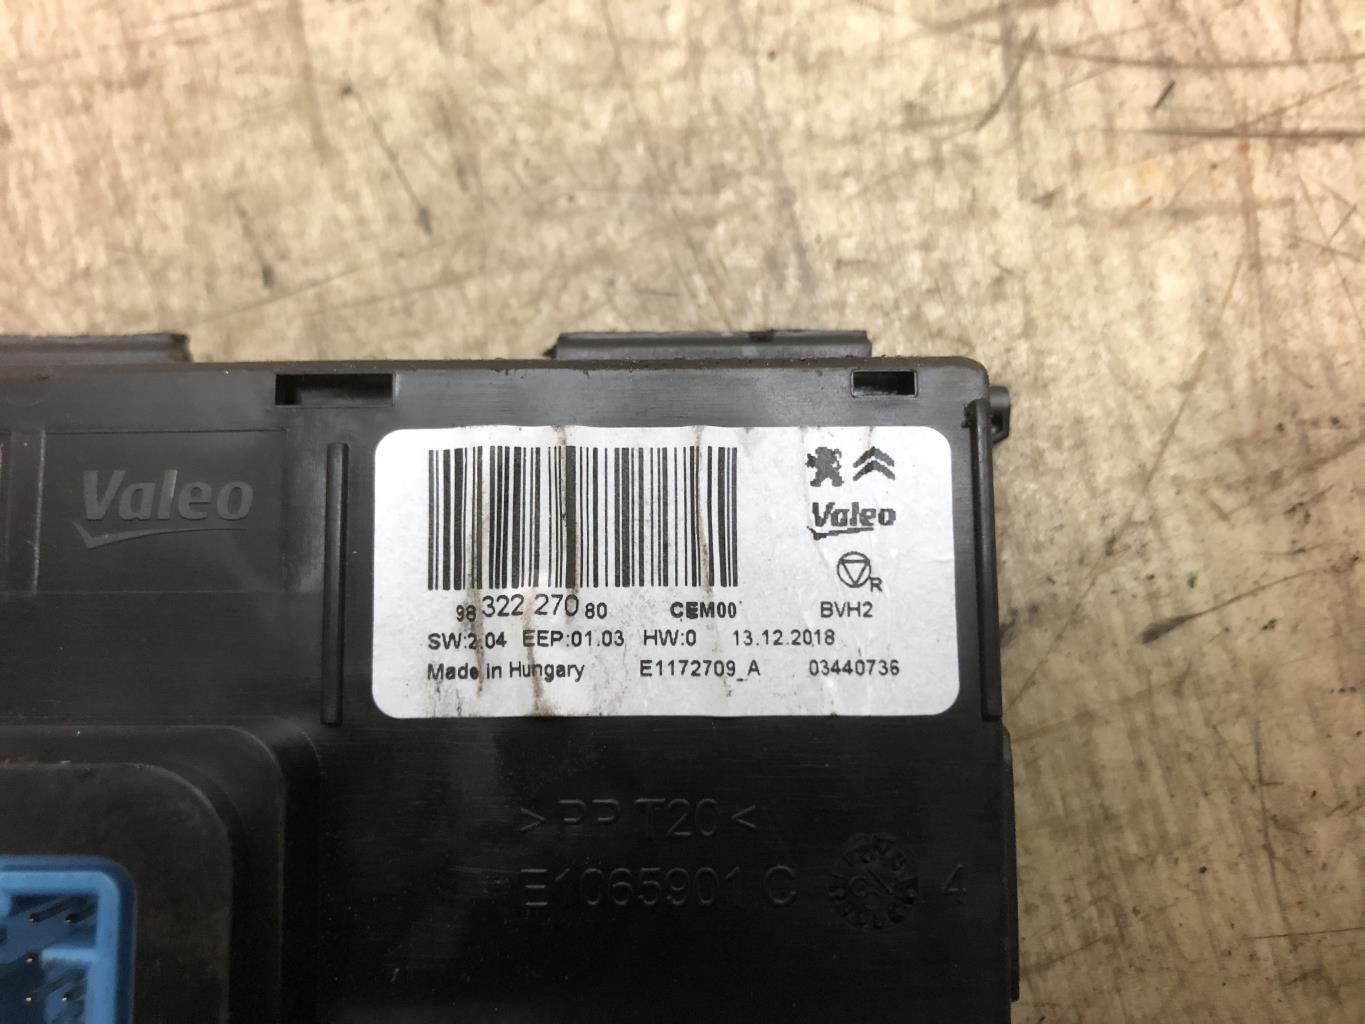 Valeo
Valeo
R
98 322 270 80 CEM00 BVH2
SW:2.04 EEP:01.03 HW:0 13.12.2018
Made in Hungary E1172709_A 03440736
>PP T20<
E1065901 C 4